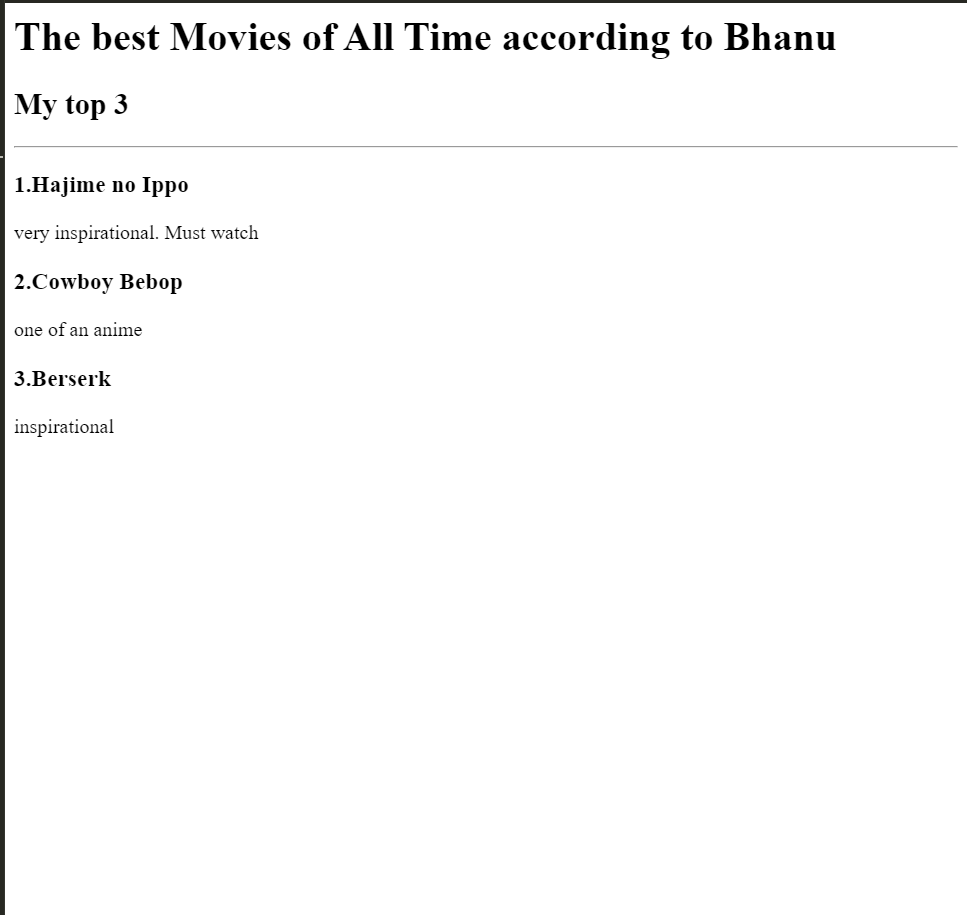 The best Movies of All Time according to Bhanu
My top 3
1.Hajime no Ippo
very inspirational. Must watch
2.Cowboy Bebop
one of an anime
3.Berserk
inspirational